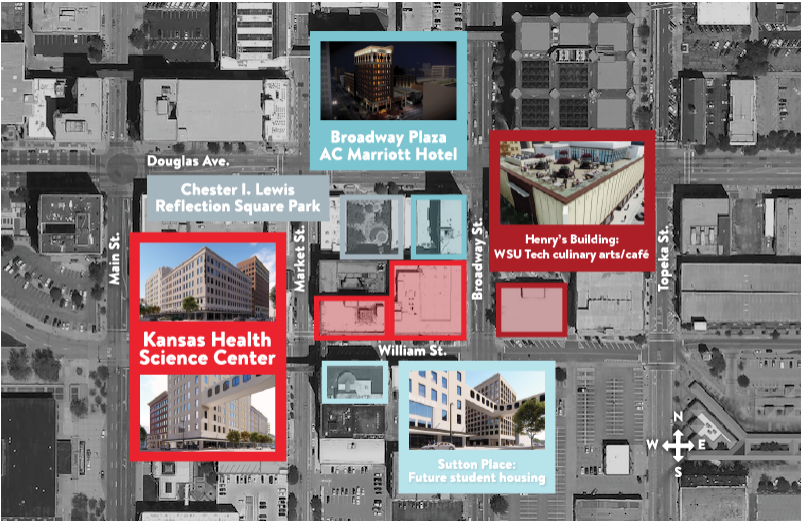 Broadway Plaza
AC Marriott Hotel
Douglas Ave.
Chester I. Lewis
Reflection Square Park
Henry's Building:
WSU Tech culinary arts/café
Main St.
Market St.
Broadway St.
Topeka St.
Kansas Health
Science Center
William St.
Sutton Place:
Future student housing
N
W
E
S